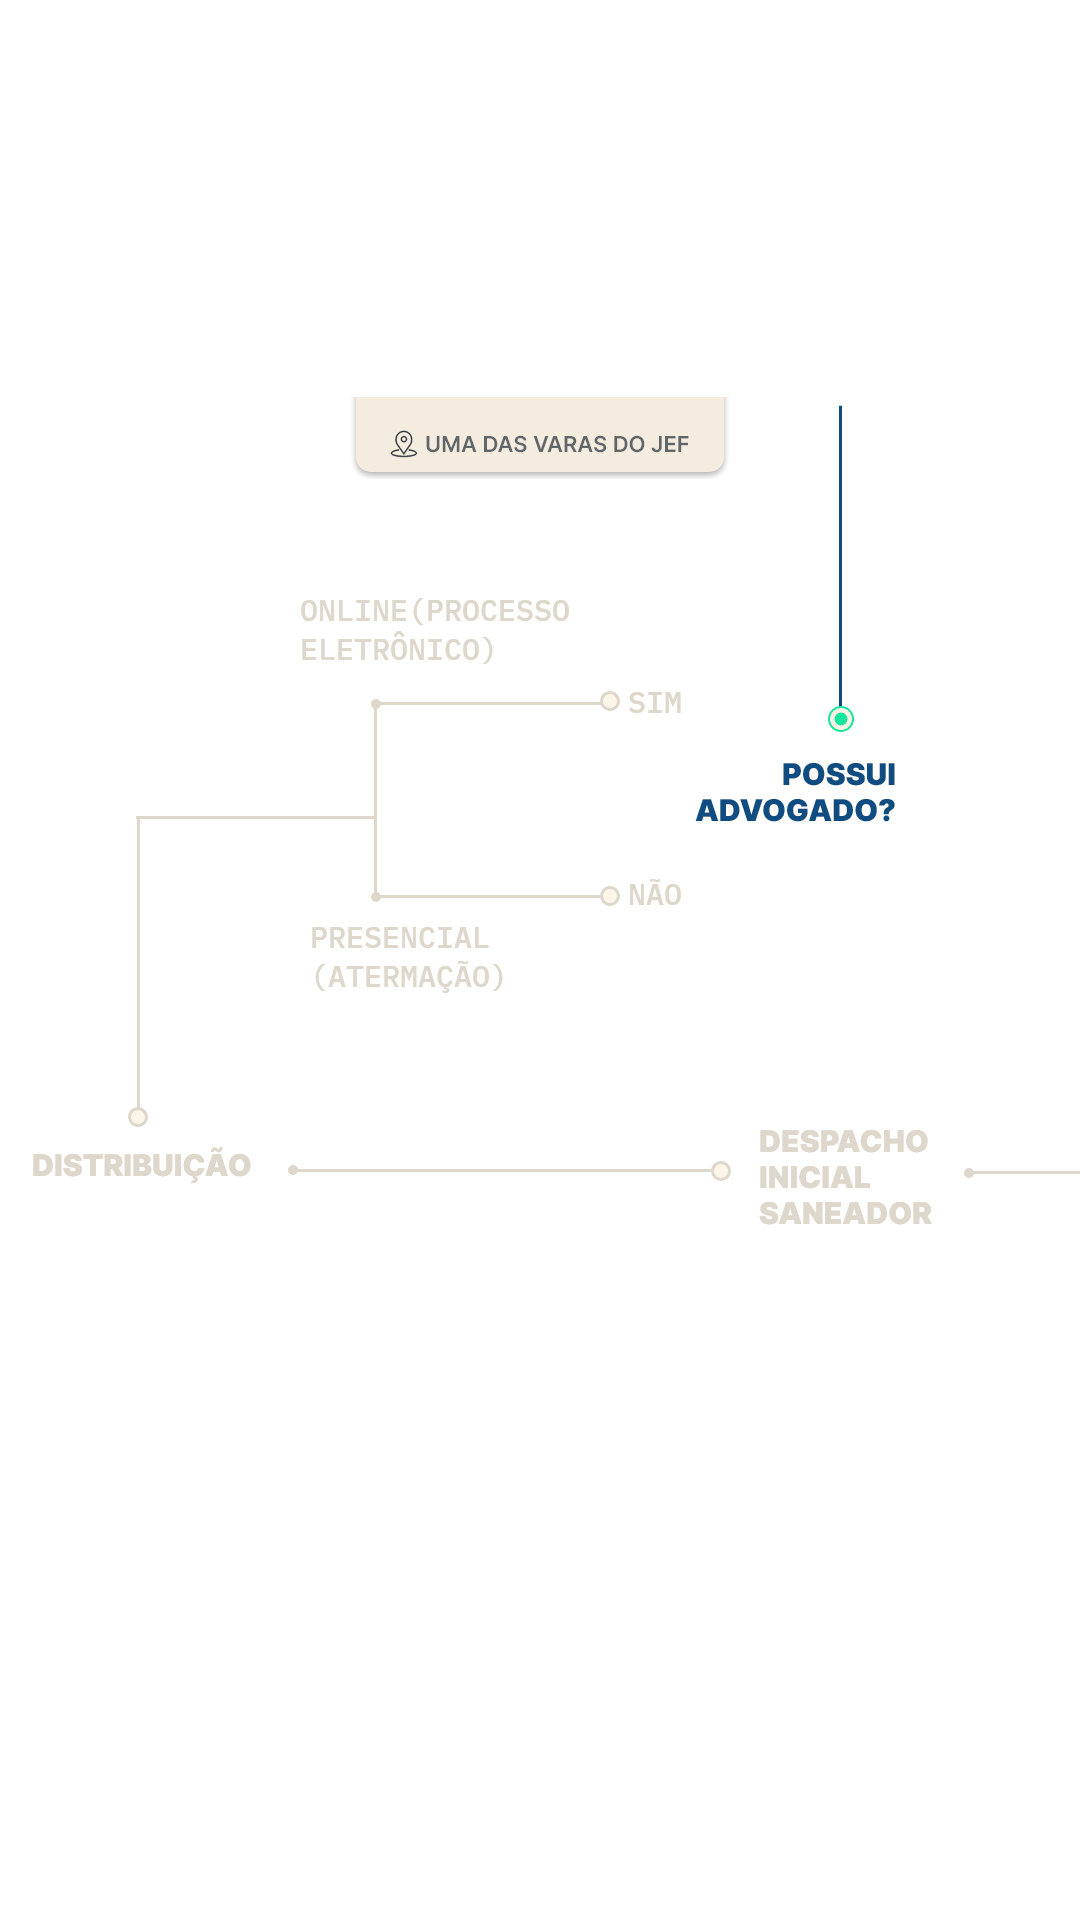 UMA DAS VARAS DO JEF
ONLINE(PROCESSO
ELETRÔNICO)
SIM
POSSUI
ADVOGADO?
NÃO
PRESENCIAL
(ATERMAÇÃO)
DISTRIBUIÇÃO
DESPACHO
INICIAL
SANEADOR